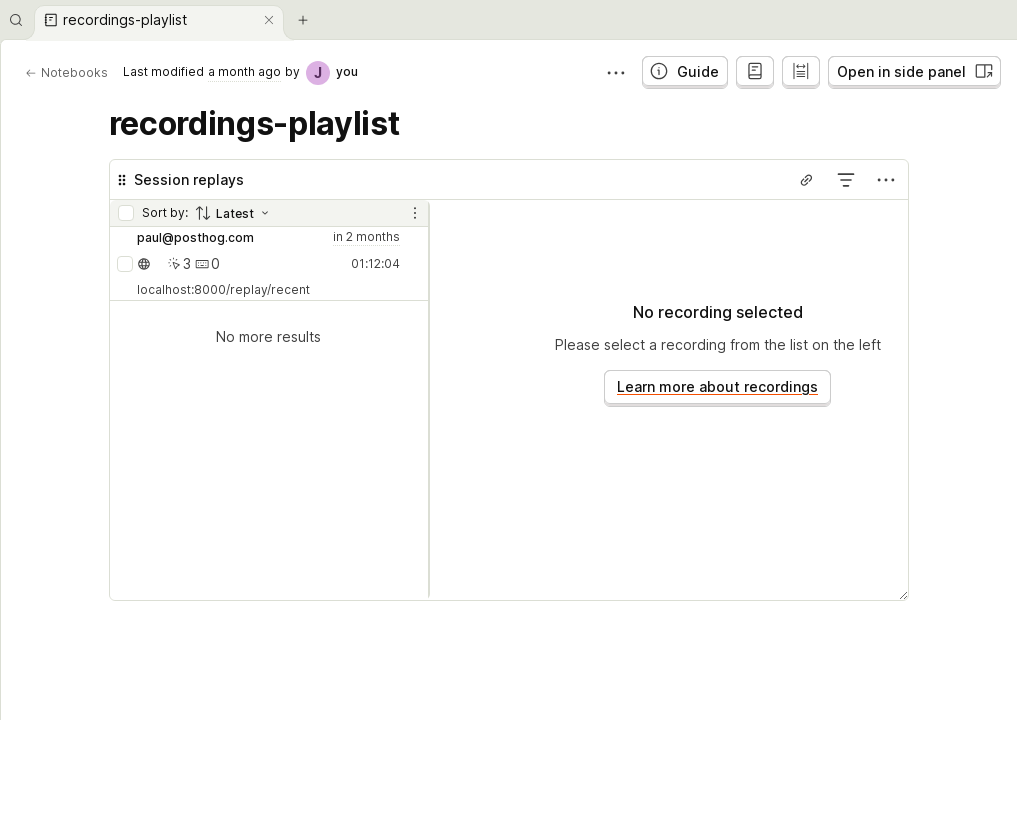 recordings-playlist
Notebooks
Last modified a month ago by J you
Guide
Open in side panel
recordings-playlist
Session replays
Sort by: Latest
paul@posthog.com in 2 months
3 0 01:12:04
localhost:8000/replay/recent
No more results
No recording selected
Please select a recording from the list on the left
Learn more about recordings